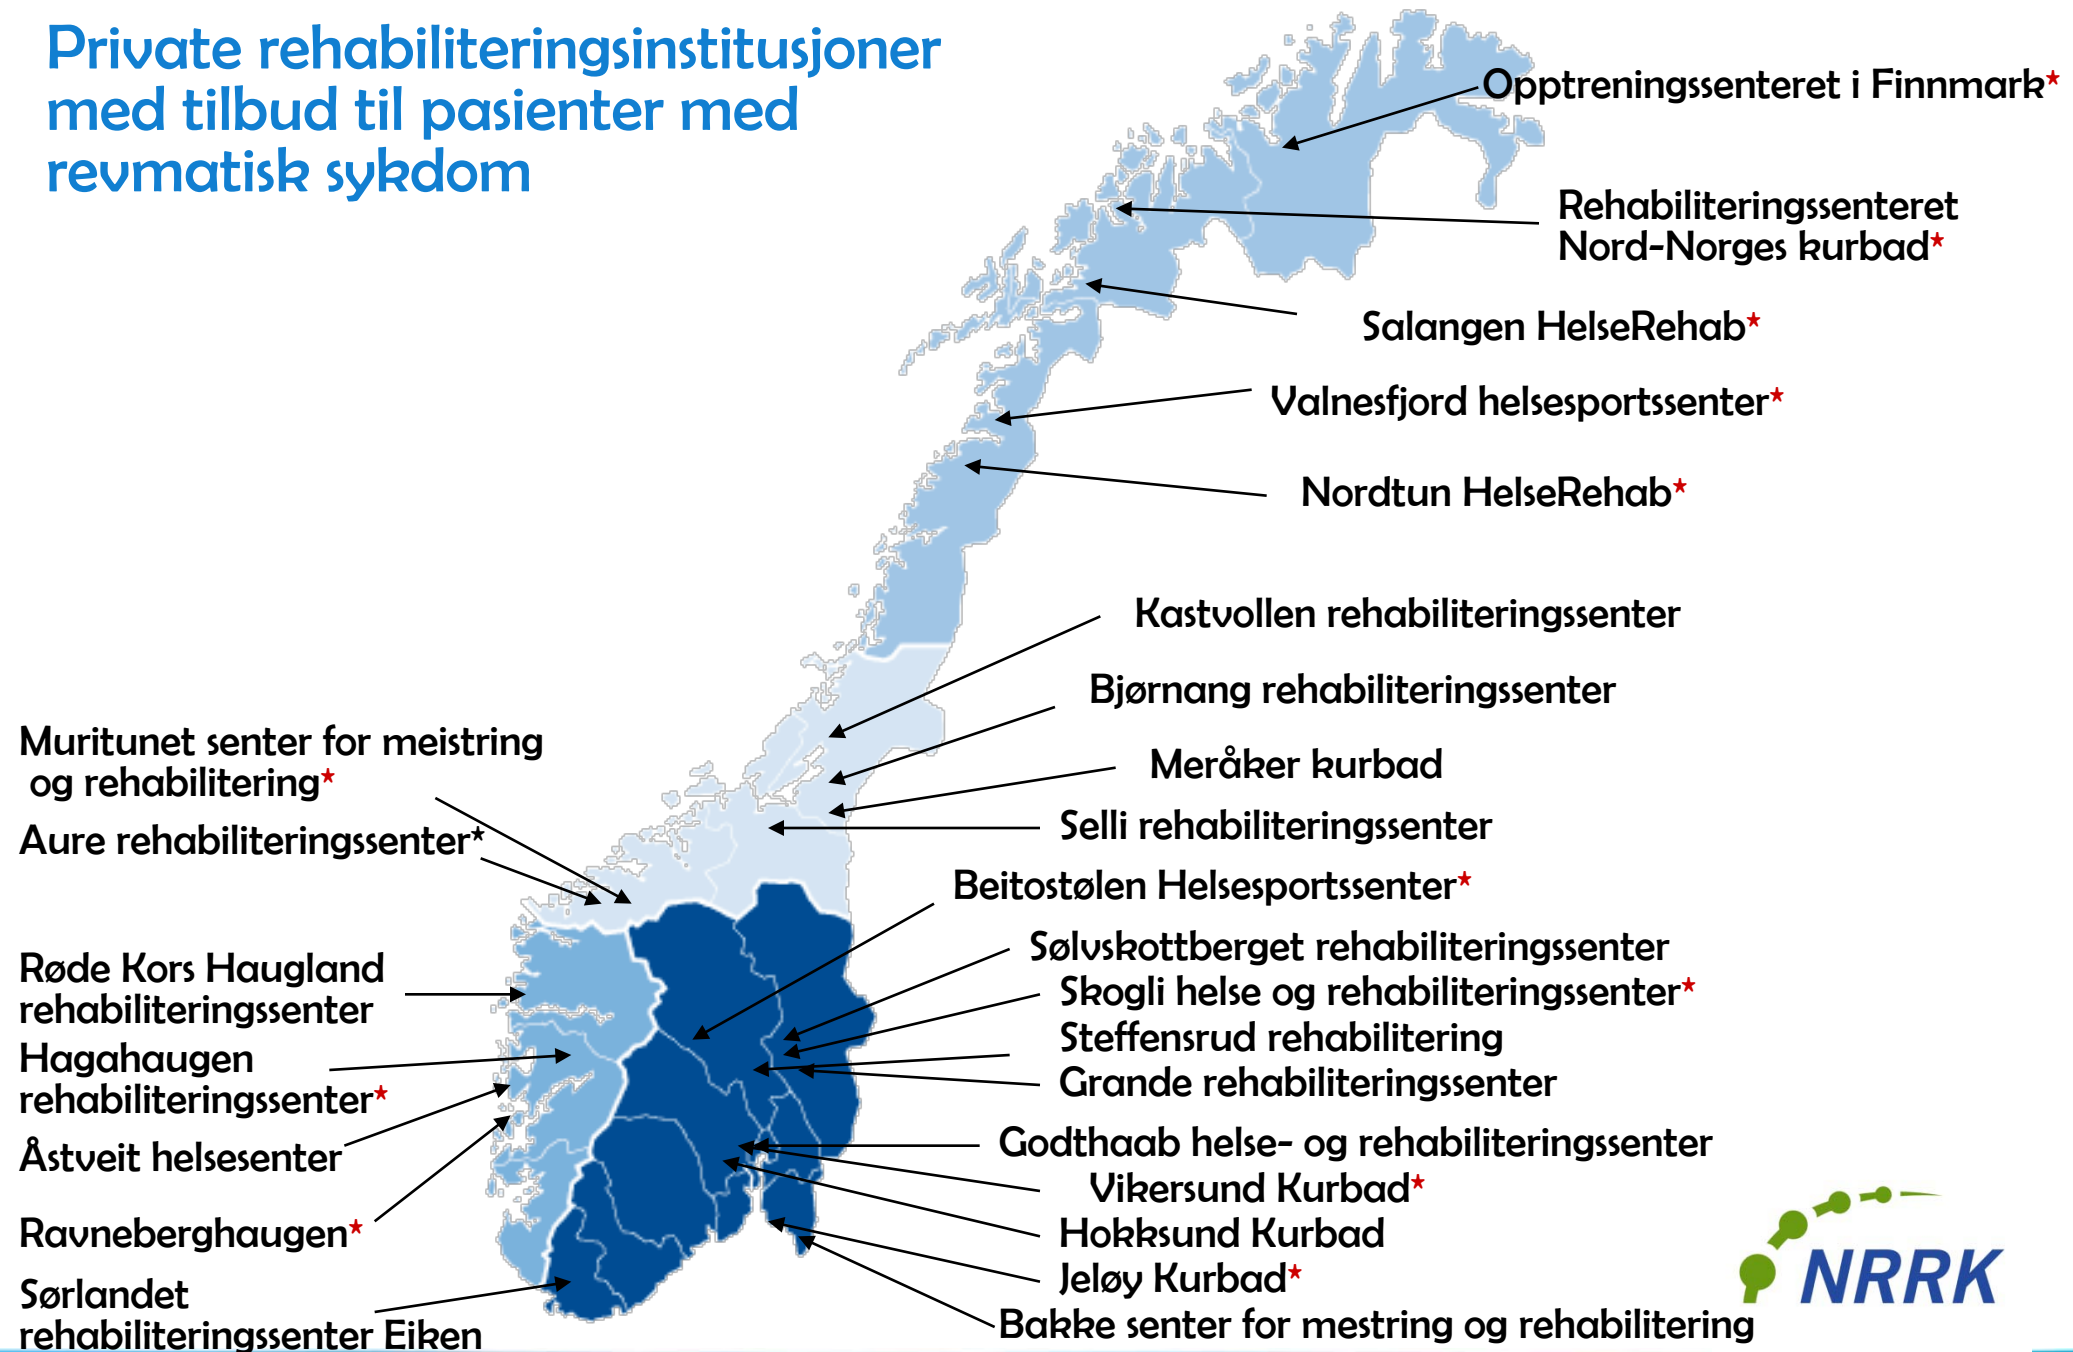 Private rehabiliteringsinstitusjoner
med tilbud til pasienter med
revmatisk sykdom
Opptreningssenteret i Finnmark*
Rehabiliteringssenteret
Nord-Norges kurbad*
Salangen HelseRehab*
Valnesfjord helsesportssenter*
Nordtun HelseRehab*
Kastvollen rehabiliteringssenter
Bjørnang rehabiliteringssenter
Meråker kurbad
Selli rehabiliteringssenter
Beitostølen Helsesportssenter*
Sølvskottberget rehabiliteringssenter
Skogli helse og rehabiliteringssenter*
Steffensrud rehabilitering
Grande rehabiliteringssenter
Godthaab helse- og rehabiliteringssenter
Vikersund Kurbad*
Hokksund Kurbad
Jeløy Kurbad*
Bakke senter for mestring og rehabilitering
Muritunet senter for meistring
og rehabilitering*
Aure rehabiliteringssenter*
Røde Kors Haugland
rehabiliteringssenter
Hagahaugen
rehabiliteringssenter*
Åstveit helsesenter
Ravneberghaugen*
Sørlandet
rehabiliteringssenter Eiken
NRRK